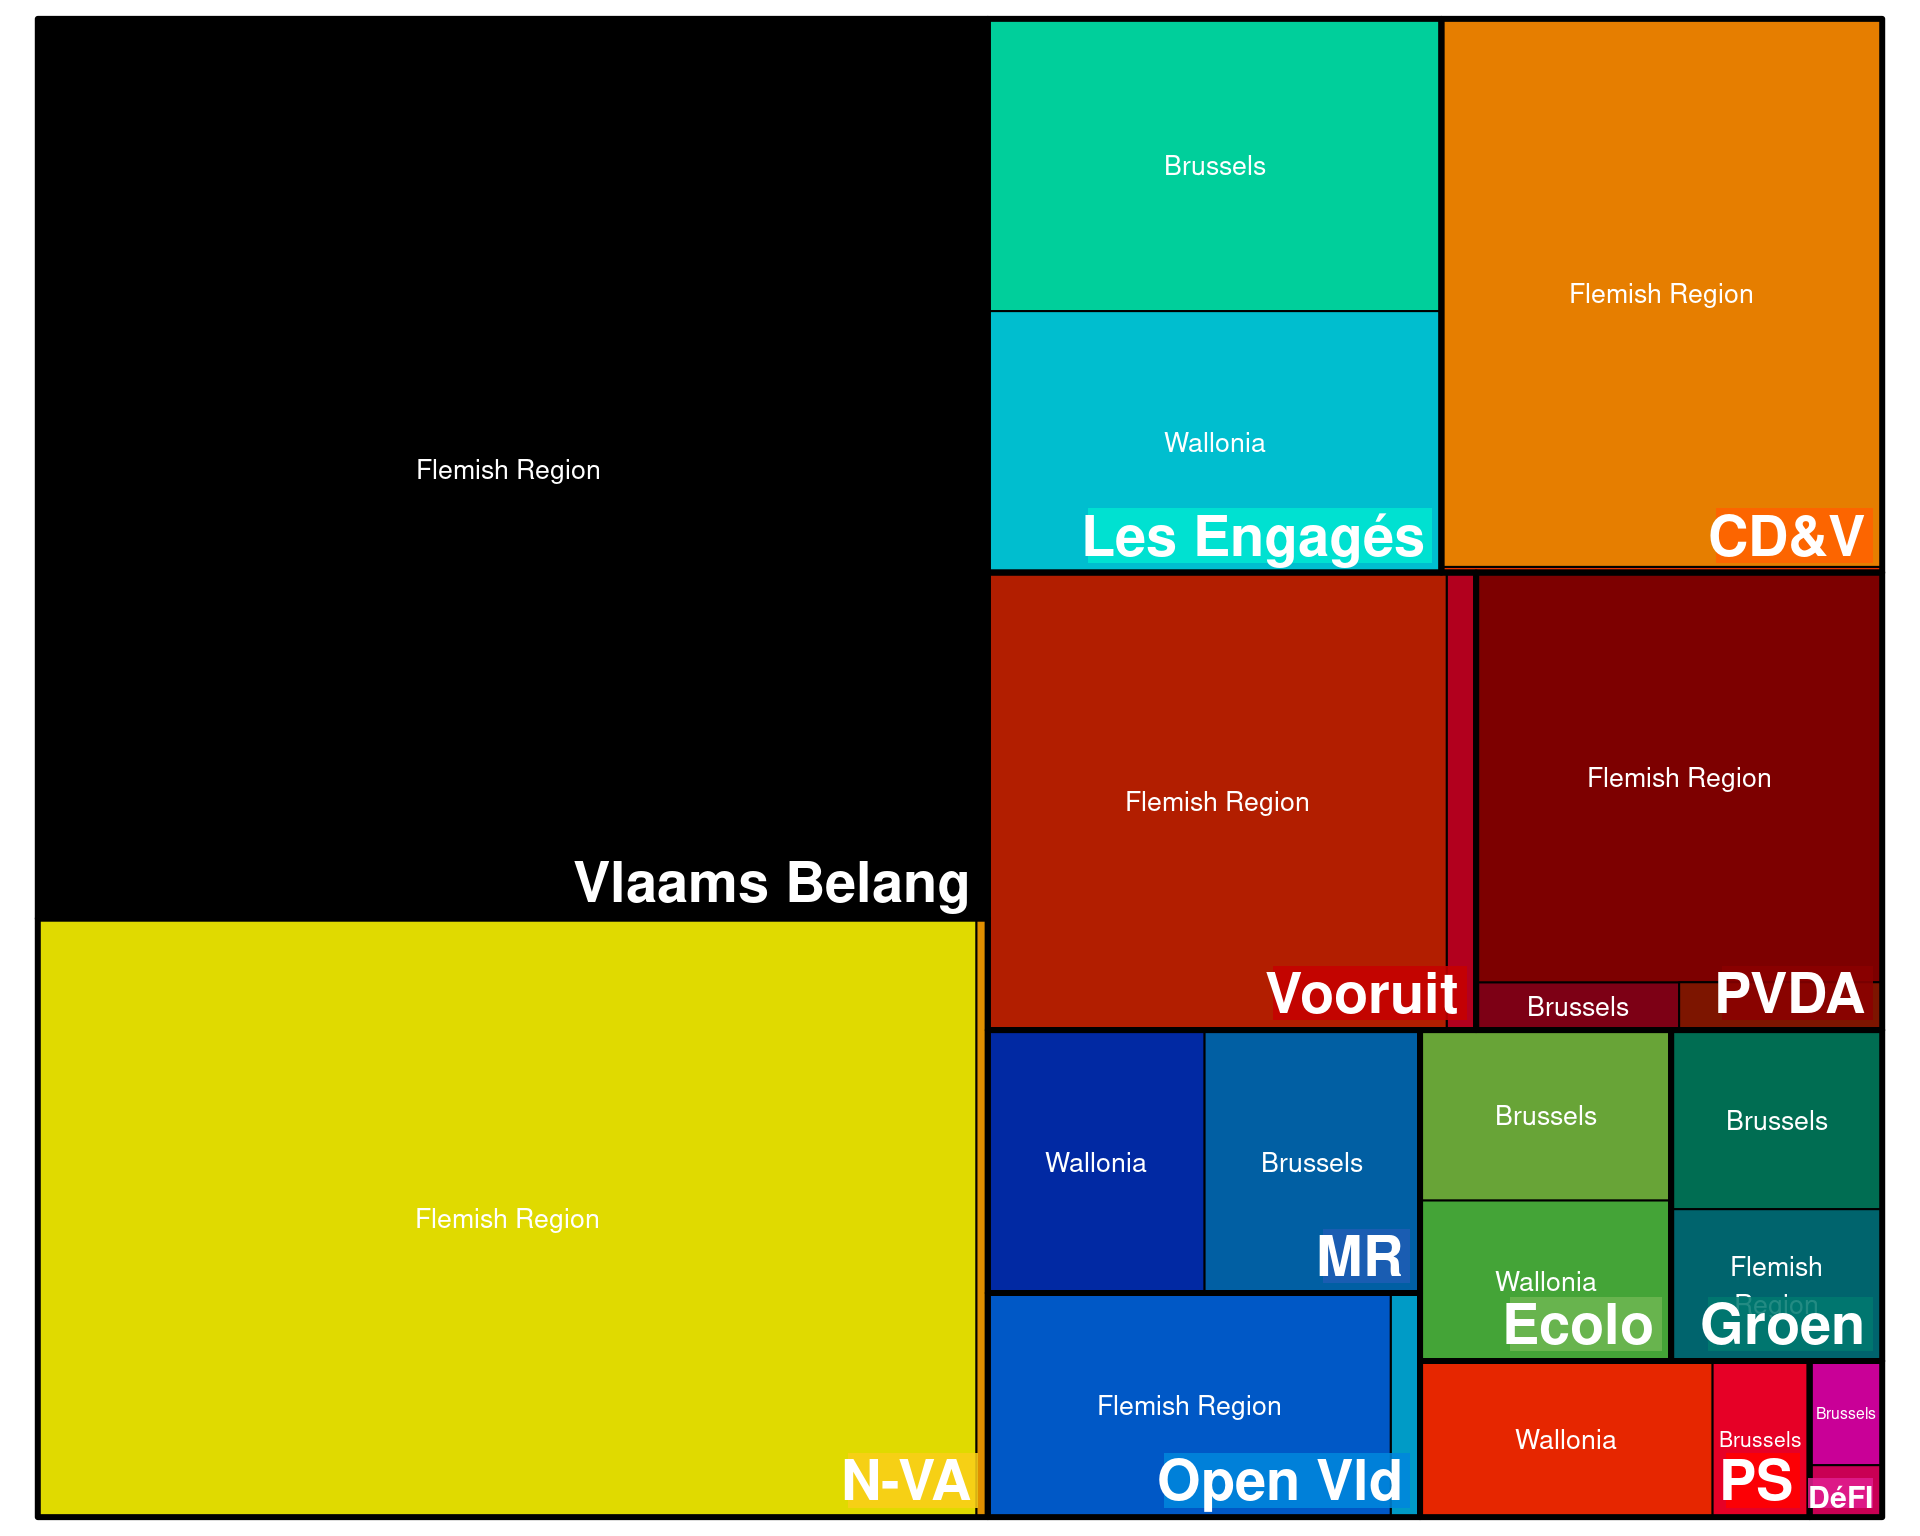 Flemish Region
Vlaams Belang
Flemish Region
N-VA
Brussels
Wallonia
Les Engagés
Flemish Region
CD&V
Flemish Region
Vooruit
Flemish Region
Brussels
PVDA
Wallonia
Brussels
MR
Flemish Region
Open Vld
Brussels
Wallonia
Ecolo
Brussels
Flemish
Region
Groen
Wallonia
Brussels
PS
Brussels
DéFI